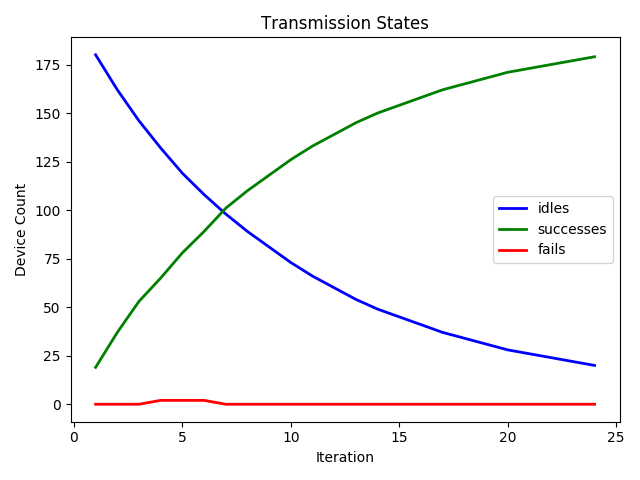 Transmission States
Device Count
175
150
125
100
75
50
25
0
idles
successes
fails
0 5 10 15 20 25
Iteration